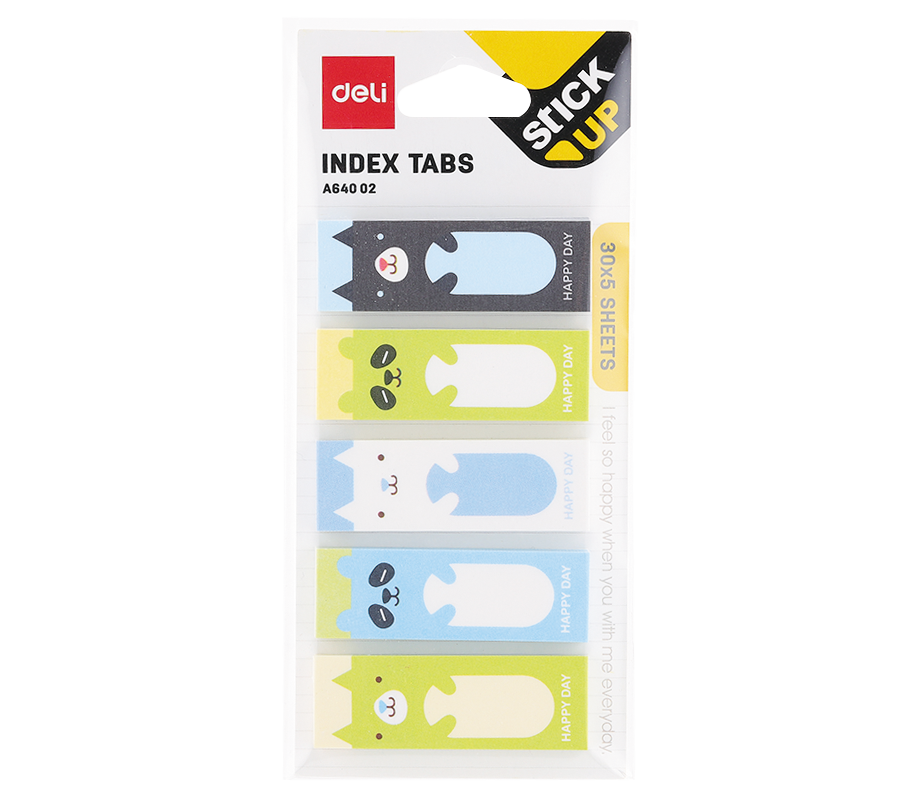 deli
STICK
UP
INDEX TABS
A640 02
30x5 SHEETS
HAPPY DAY
HAPPY DAY
HAPPY DAY
HAPPY DAY
HAPPY DAY
I feel so happy when you with me everyday.